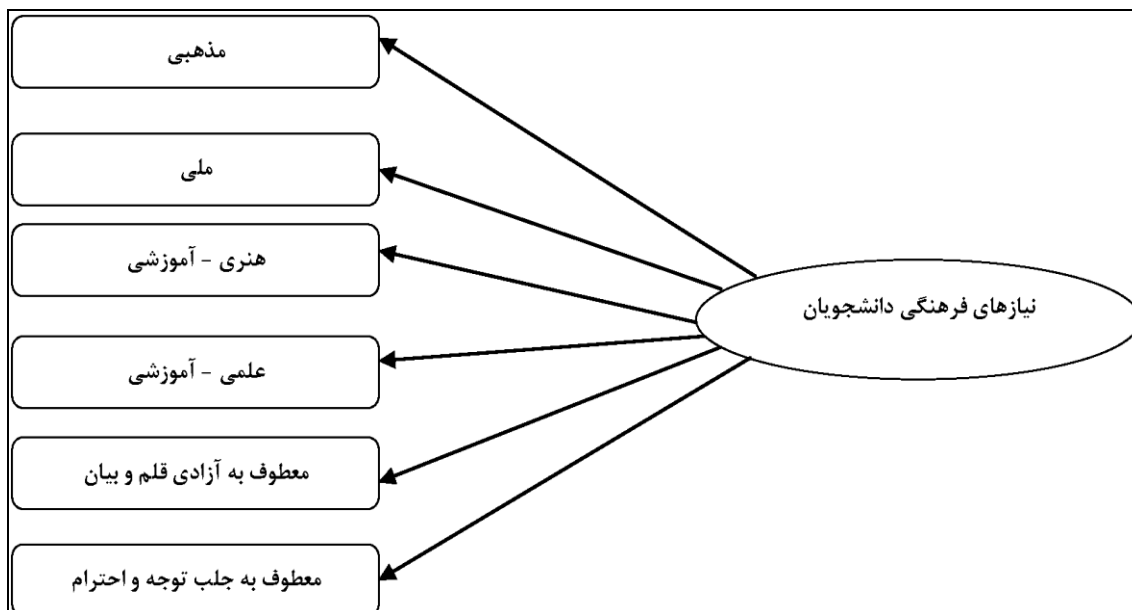 مذهبی
ملی
هنری - آموزشی
نیازهای فرهنگی دانشجویان
علمی - آموزشی
معطوف به آزادی قلم و بیان
معطوف به جلب توجه و احترام